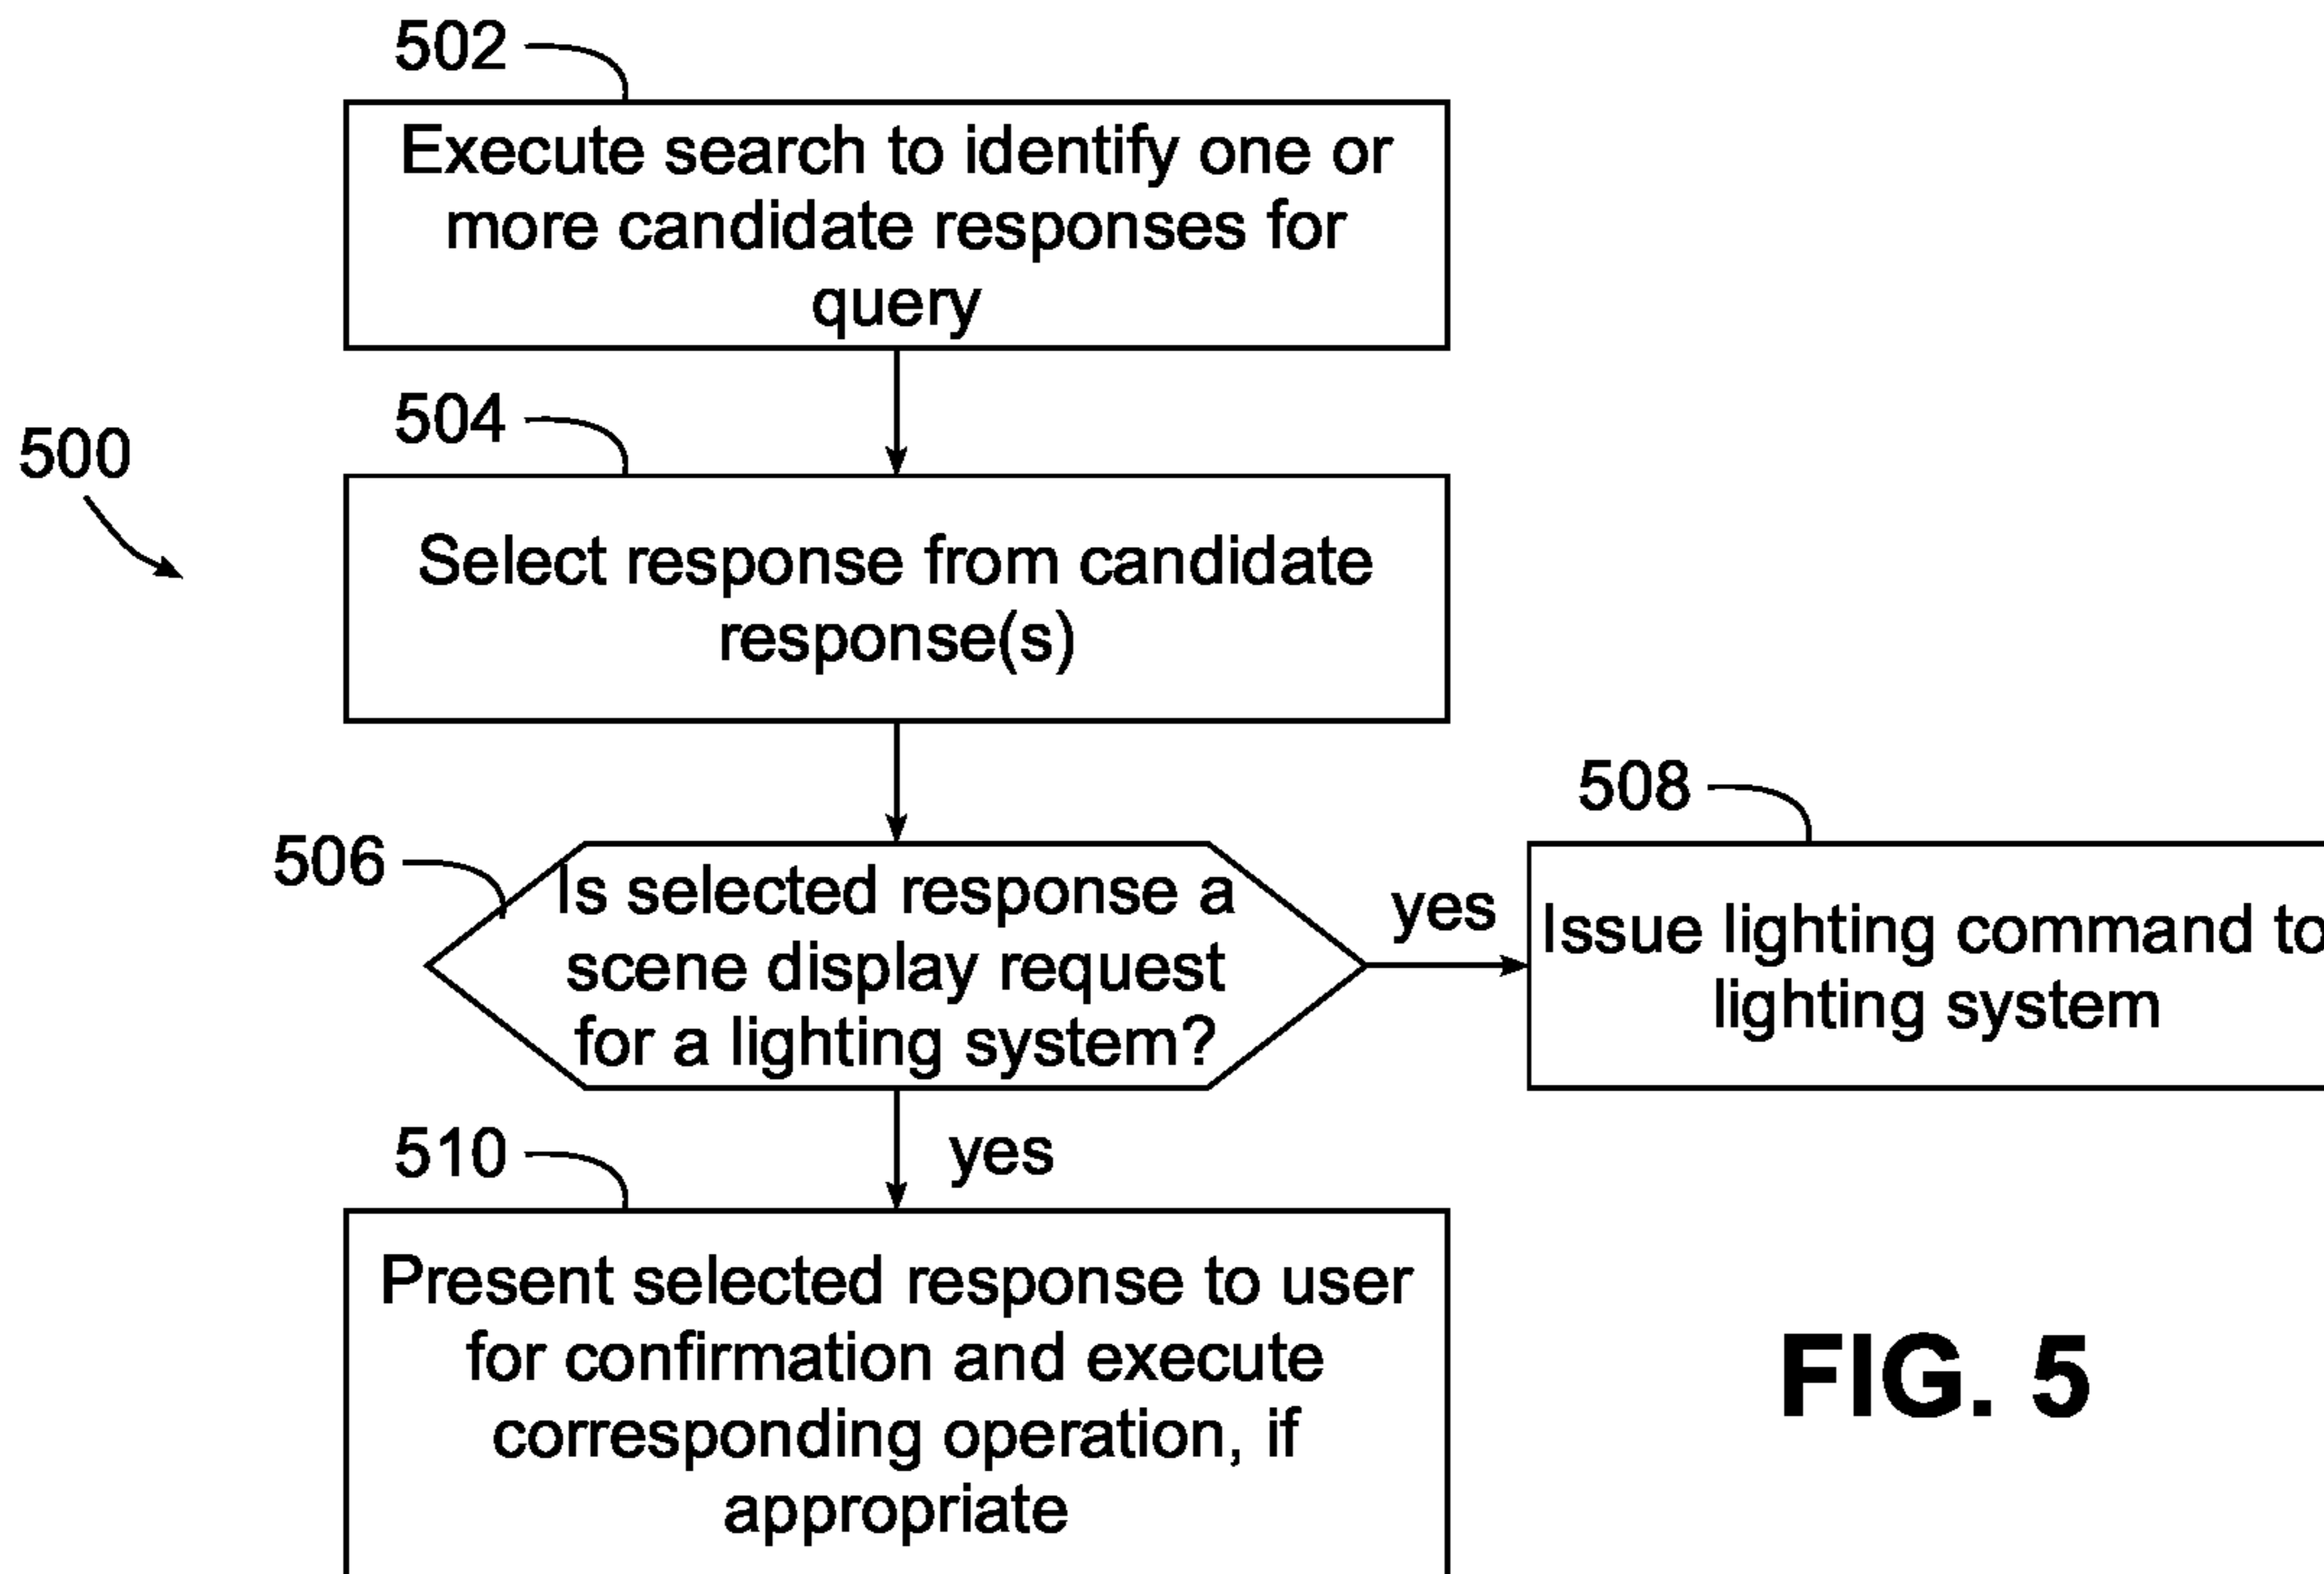 502
Execute search to identify one or
more candidate responses for
query
500
504
Select response from candidate
response(s)
506
Is selected response a
scene display request
for a lighting system?
yes
508
Issue lighting command to
lighting system
510
yes
Present selected response to user
for confirmation and execute
corresponding operation, if
appropriate
FIG. 5